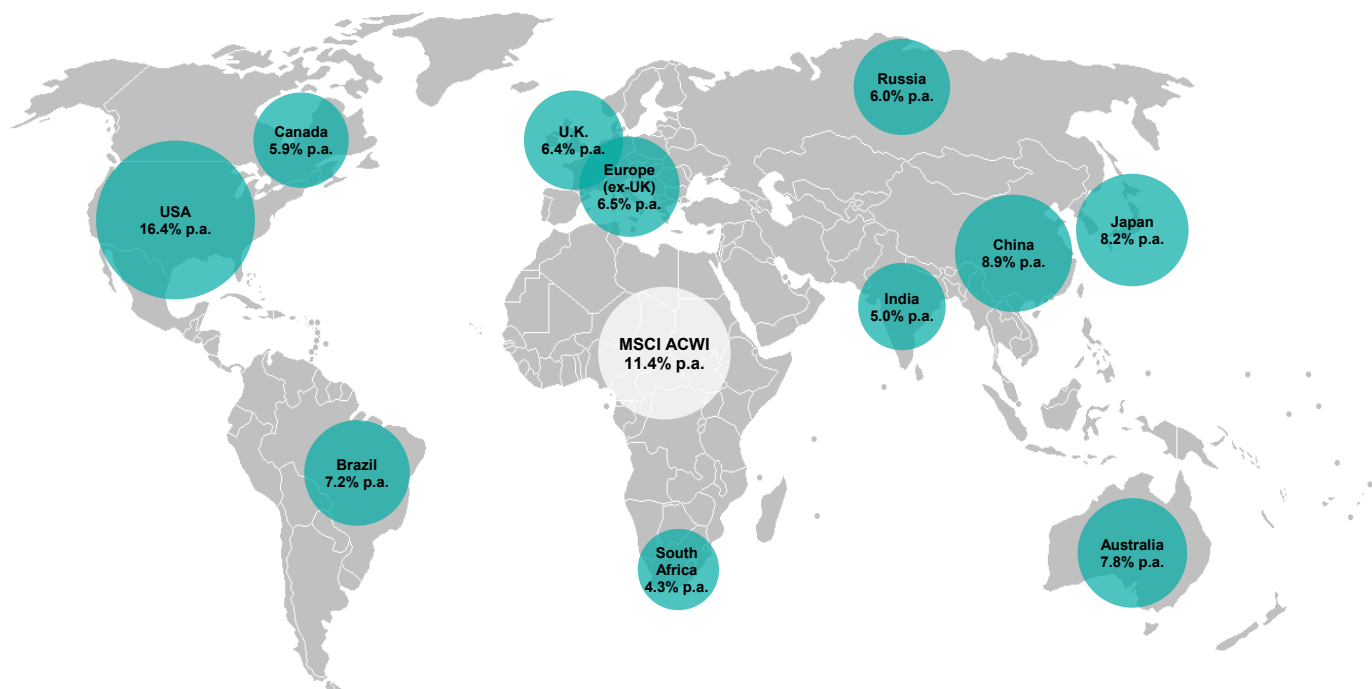 Russia
6.0% p.a.
Canada
5.9% p.a.
U.K.
6.4% p.a.
Europe
(ex-UK)
6.5% p.a.
USA
16.4% p.a.
Japan
8.2% p.a.
China
8.9% p.a.
India
5.0% p.a.
MSCI ACWI
11.4% p.a.
Brazil
7.2% p.a.
South
Africa
4.3% p.a.
Australia
7.8% p.a.